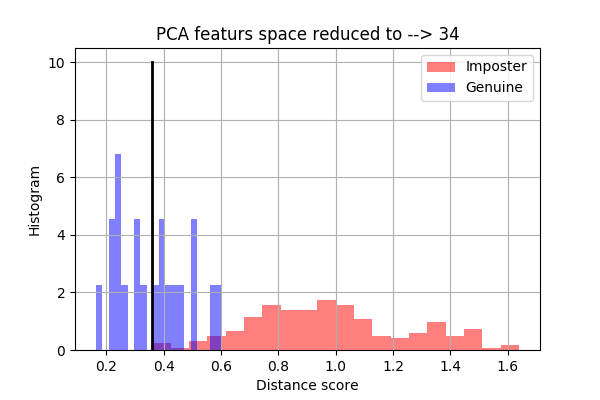 PCA featurs space reduced to --> 34
Imposter
Genuine
Histogram
10
8
6
4
2
0
0.2 0.4 0.6 0.8 1.0 1.2 1.4 1.6
Distance score